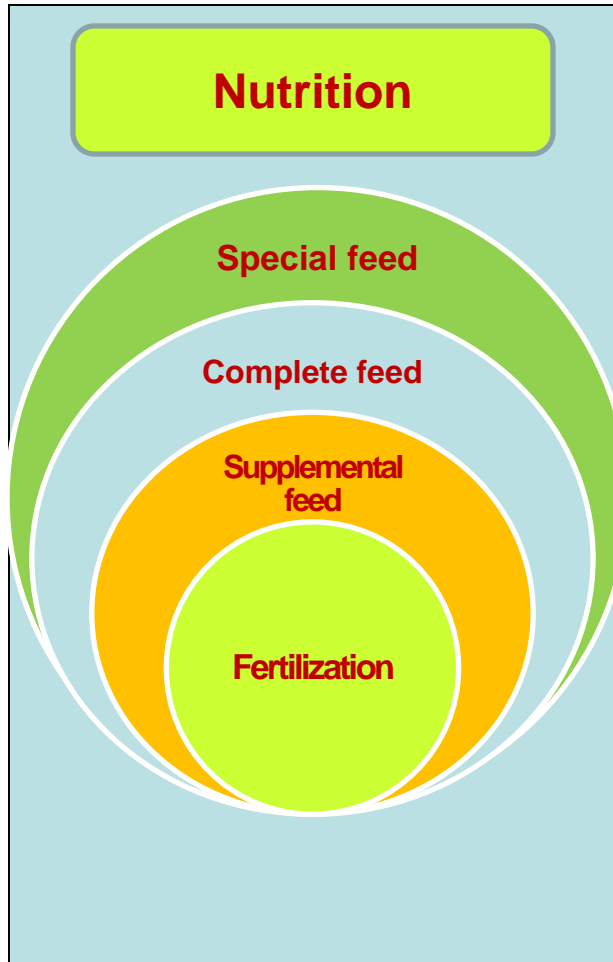 Nutrition
Special feed
Complete feed
Supplemental
feed
Fertilization